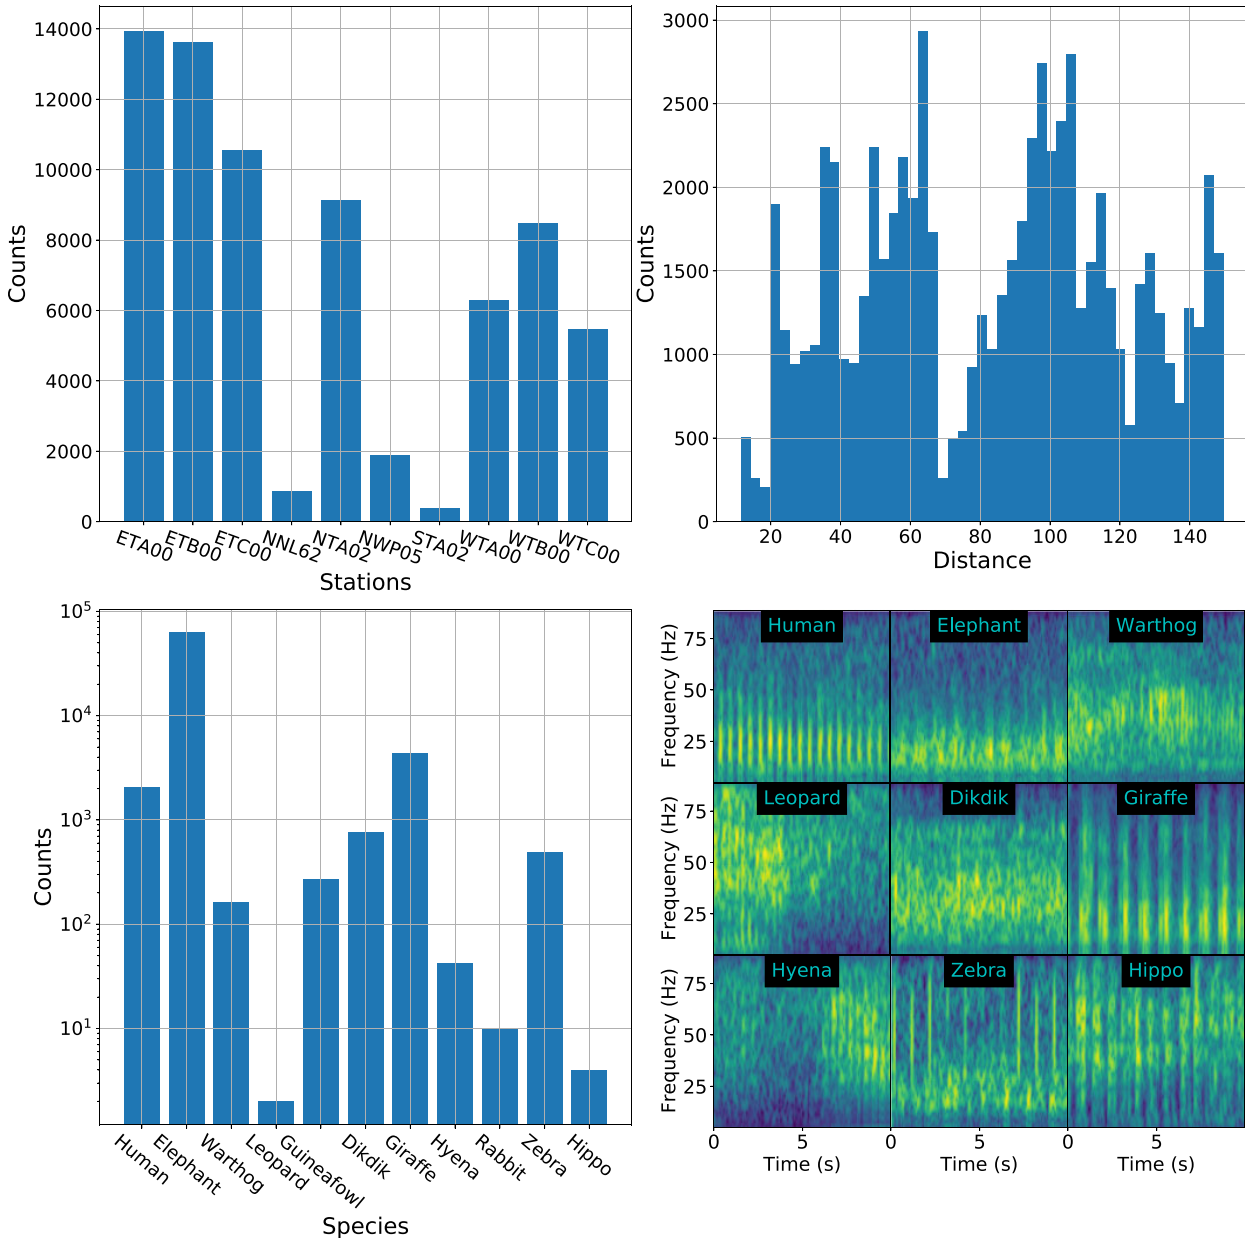 14000
12000
10000
8000
6000
4000
2000
0
Counts
ETA00 ETB00 ETC00 NNL62 NTA02 NWP05 STA02 WTA00 WTB00 WTC00
Stations
3000
2500
2000
1500
1000
500
0
Counts
20 40 60 80 100 120 140
Distance
10^5
10^4
10^3
10^2
10^1
Counts
Human Elephant Warthog Leopard Guineafowl Dikdik Giraffe Hyena Rabbit Zebra Hippo
Species
Human Elephant Warthog
75
50
25
Frequency (Hz)
Leopard Dikdik Giraffe
75
50
25
Frequency (Hz)
Hyena Zebra Hippo
75
50
25
Frequency (Hz)
0 5 0 5 0 5
Time (s) Time (s) Time (s)